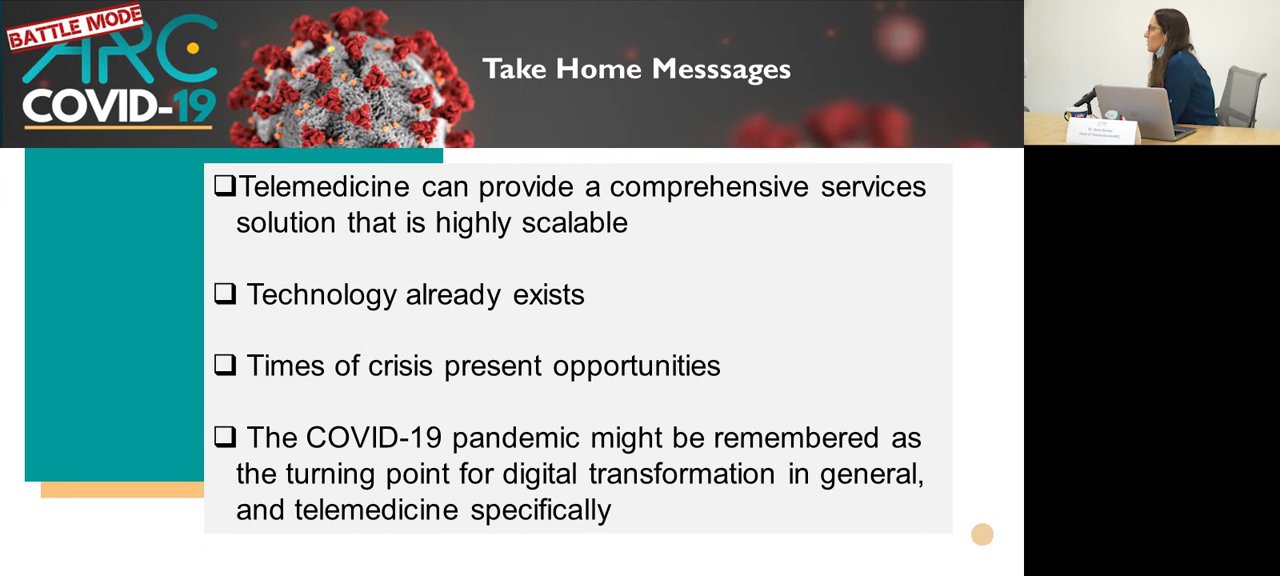 BATTLE MODE
ARC
COVID-19
Take Home Messsages
❑Telemedicine can provide a comprehensive services
solution that is highly scalable
❑ Technology already exists
❑ Times of crisis present opportunities
❑ The COVID-19 pandemic might be remembered as
the turning point for digital transformation in general,
and telemedicine specifically